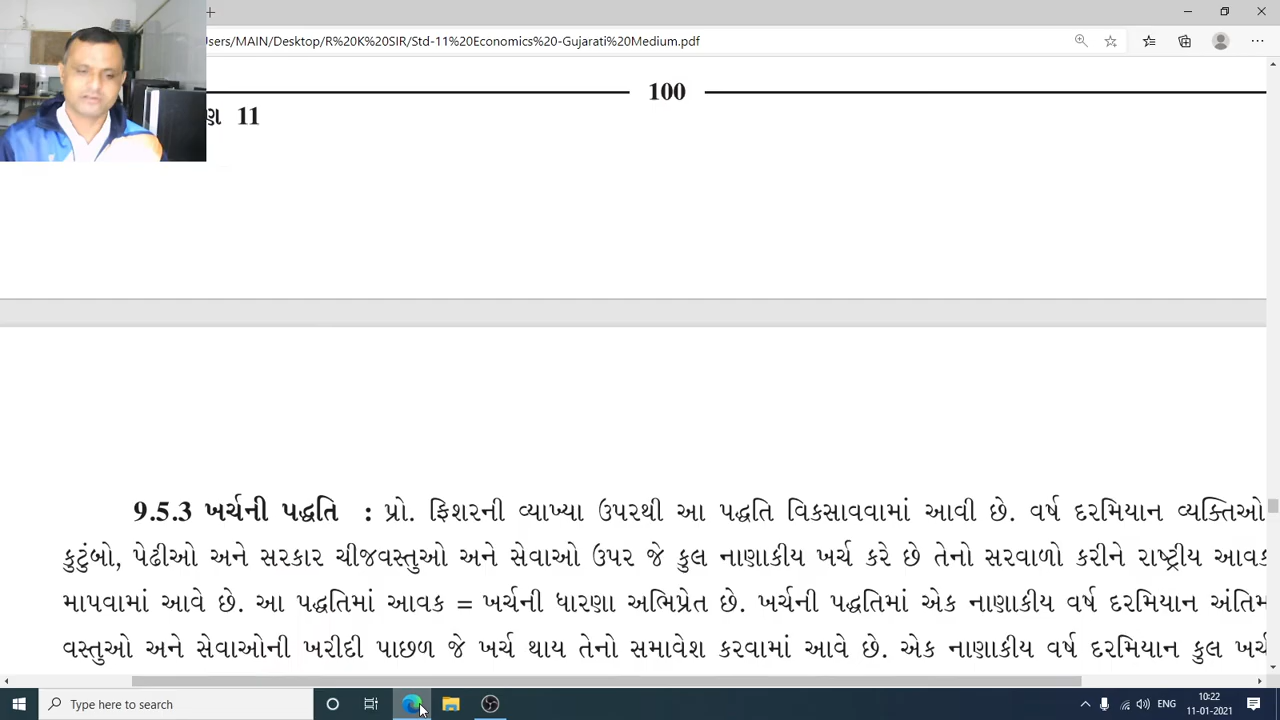 Users/MAIN/Desktop/R%20K%20SIR/Std-11%20Economics%20-Gujarati%20Medium.pdf
100
11
9.5.3 ખર્ચની પદ્ધતિ : પ્રો. ફિશરની વ્યાખ્યા ઉપરથી આ પદ્ધતિ વિકસાવવામાં આવી છે. વર્ષ દરમિયાન વ્યક્તિઓ
કુટુંબો, પેઢીઓ અને સરકાર ચીજવસ્તુઓ અને સેવાઓ ઉપર જે કુલ નાણાકીય ખર્ચ કરે છે તેનો સરવાળો કરીને રાષ્ટ્રીય આવક
માપવામાં આવે છે. આ પદ્ધતિમાં આવક = ખર્ચની ધારણા અભિપ્રેત છે. ખર્ચની પદ્ધતિમાં એક નાણાકીય વર્ષ દરમિયાન અંતિમ
વસ્તુઓ અને સેવાઓની ખરીદી પાછળ જે ખર્ચ થાય તેનો સમાવેશ કરવામાં આવે છે. એક નાણાકીય વર્ષ દરમિયાન કુલ ખર્ચ
Type here to search
ENG
10:22
11-01-2021